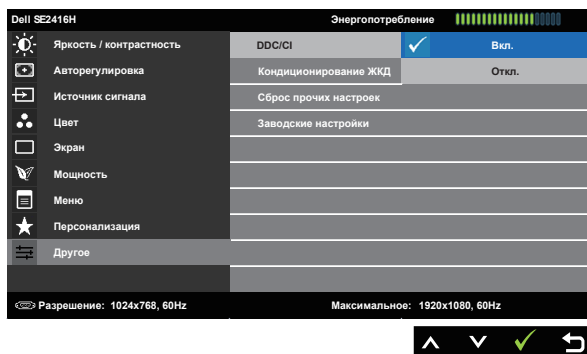 Dell SE2416H Энергопотребление
Яркость / контрастность DDC/CI Вкл.
Авторегулировка Кондиционирование ЖКД Откл.
Источник сигнала Сброс прочих настроек
Цвет Заводские настройки
Экран
Мощность
Меню
Персонализация
Другое
Разрешение: 1024x768, 60Hz Максимально: 1920x1080, 60Hz